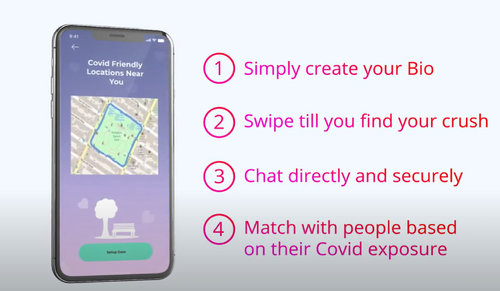 9:41
Covid Friendly
Locations Near
You
Setup Date
1 Simply create your Bio
2 Swipe till you find your crush
3 Chat directly and securely
4 Match with people based
on their Covid exposure